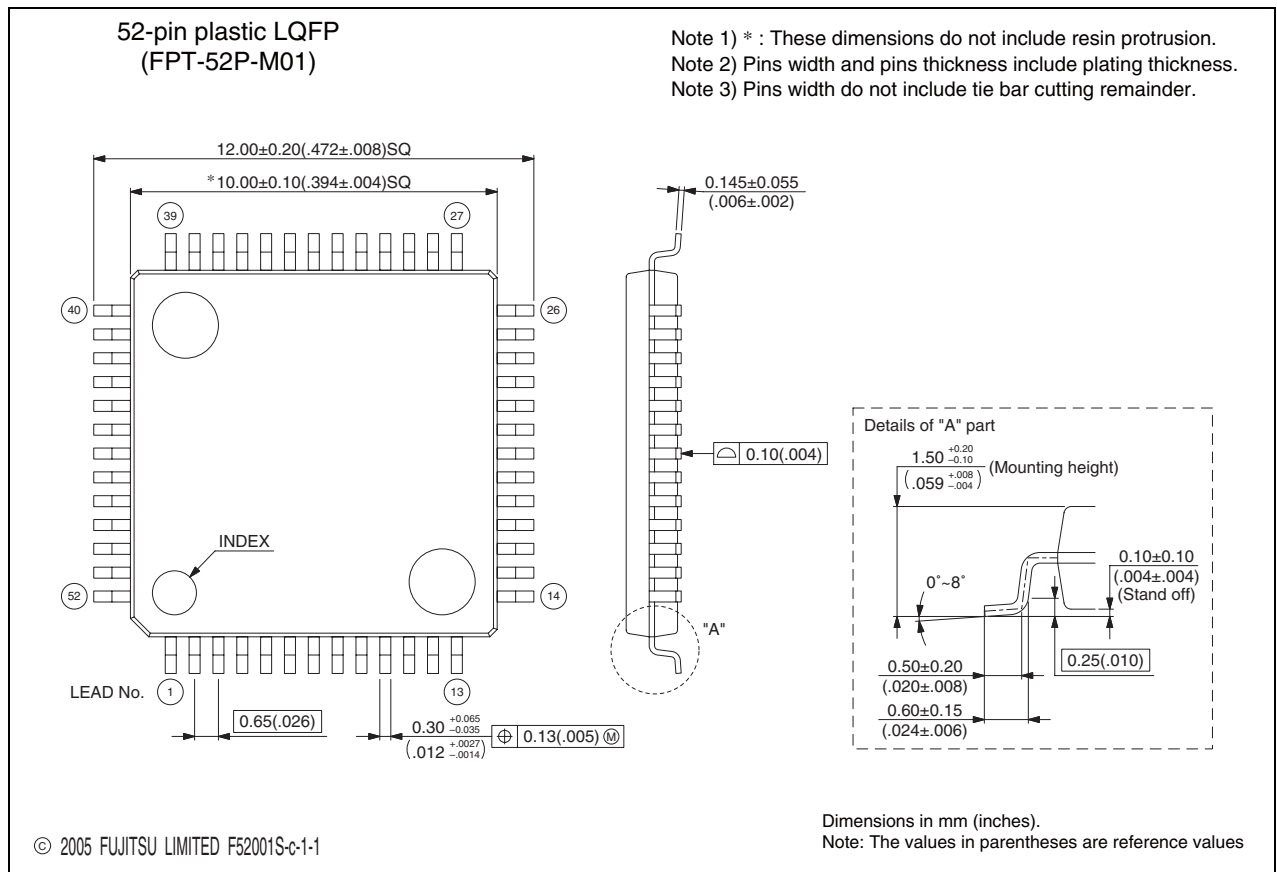 52-pin plastic LQFP
(FPT-52P-M01)
Note 1) * : These dimensions do not include resin protrusion.
Note 2) Pins width and pins thickness include plating thickness.
Note 3) Pins width do not include tie bar cutting remainder.
12.00±0.20(.472±.008)SQ
*10.00±0.10(.394±.004)SQ
0.145±0.055
(.006±.002)
39
27
40
26
0.10(.004)
INDEX
52
14
"A"
LEAD No.
1
13
0.65(.026)
0.30 +0.065 –0.035
(.012 +.0027 –.0014)
⌖ 0.13(.005) Ⓜ
Details of "A" part
1.50 +0.20 –0.10 (Mounting height)
(.059 +.008 –.004)
0˚~8˚
0.10±0.10
(.004±.004)
(Stand off)
0.25(.010)
0.50±0.20
(.020±.008)
0.60±0.15
(.024±.006)
© 2005 FUJITSU LIMITED F52001S-c-1-1
Dimensions in mm (inches).
Note: The values in parentheses are reference values